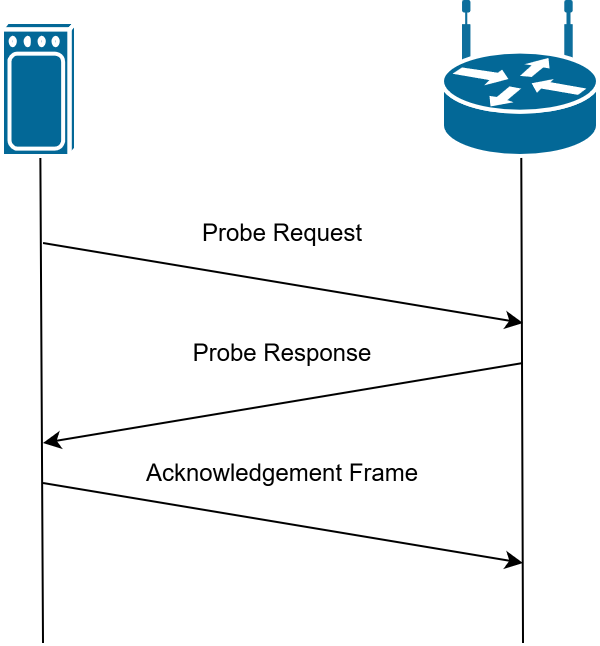 Probe Request
Probe Response
Acknowledgement Frame